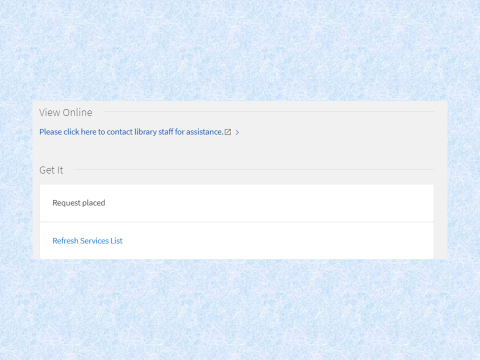 View Online
Please click here to contact library staff for assistance.
Get It
Request placed
Refresh Services List